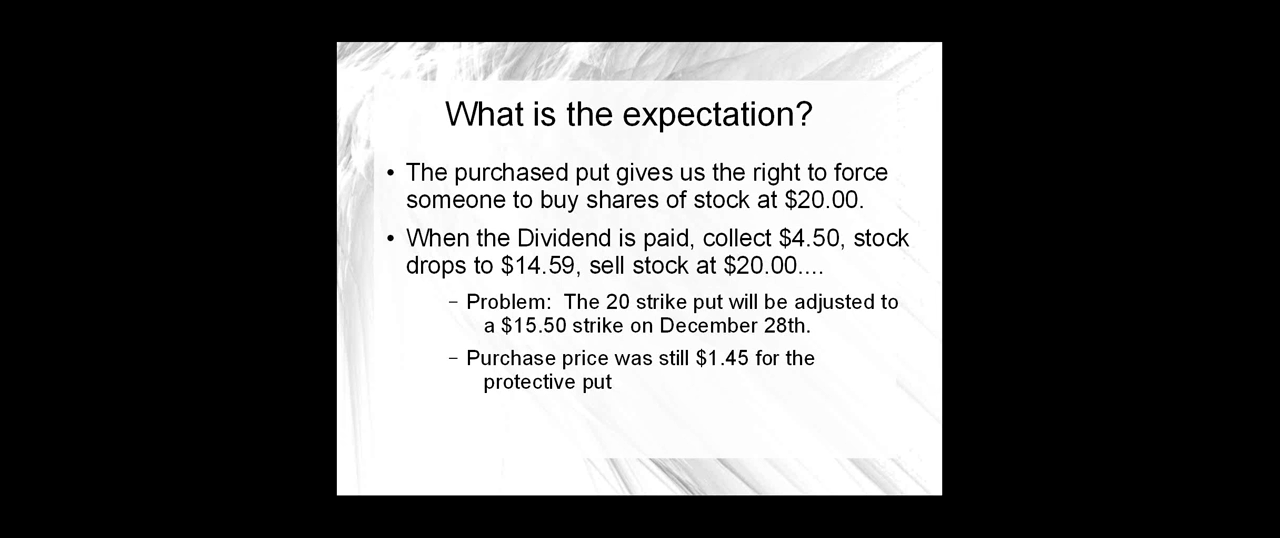 What is the expectation?
• The purchased put gives us the right to force
someone to buy shares of stock at $20.00.
• When the Dividend is paid, collect $4.50, stock
drops to $14.59, sell stock at $20.00....
– Problem: The 20 strike put will be adjusted to
a $15.50 strike on December 28th.
– Purchase price was still $1.45 for the
protective put